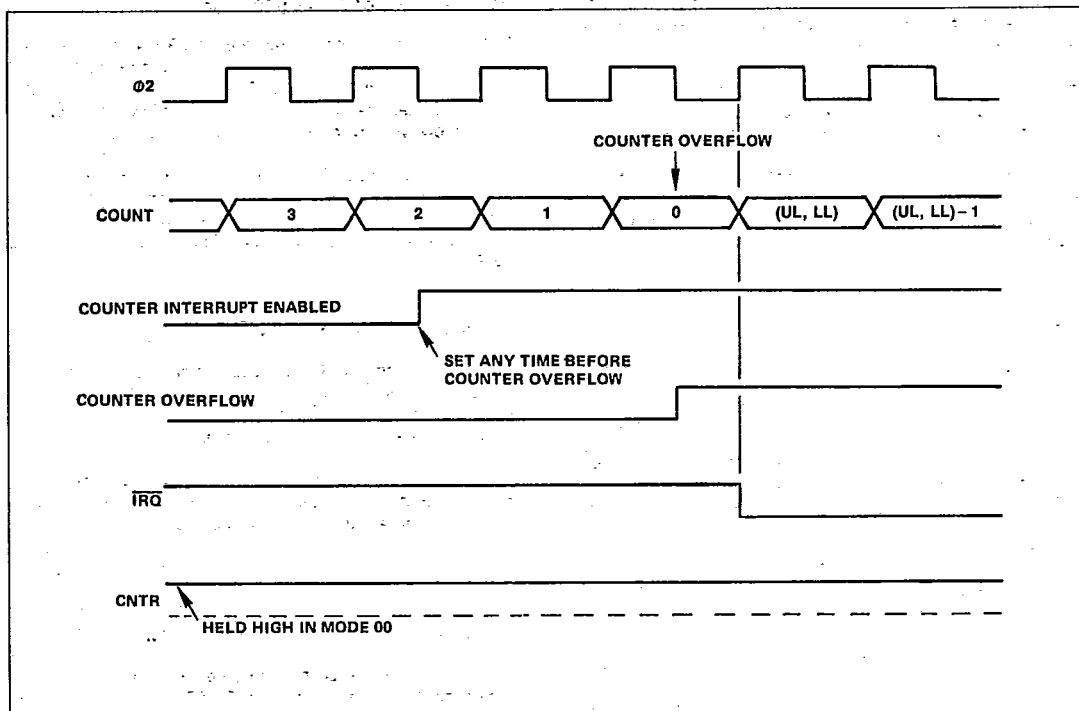 Φ2
COUNTER OVERFLOW
COUNT 3 2 1 0 (UL, LL) (UL, LL) – 1
COUNTER INTERRUPT ENABLED
SET ANY TIME BEFORE
COUNTER OVERFLOW
COUNTER OVERFLOW
IRQ
CNTR
HELD HIGH IN MODE 00